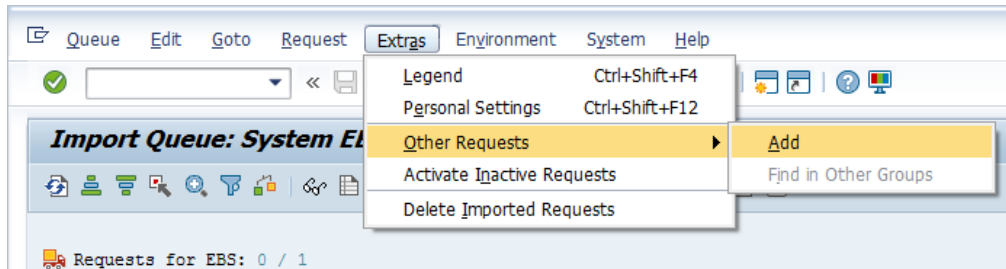 Queue Edit Goto Request Extras Environment System Help
Legend Ctrl+Shift+F4
Personal Settings Ctrl+Shift+F12
Import Queue: System EB
Other Requests Add
Activate Inactive Requests Find in Other Groups
Delete Imported Requests
Requests for EBS: 0 / 1